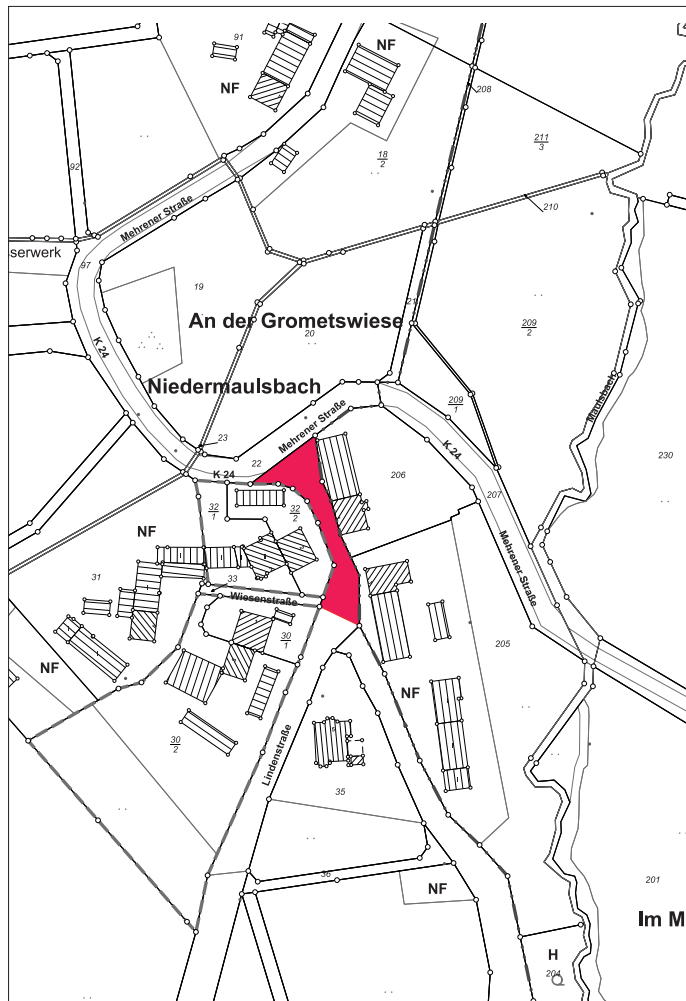 91
NF
NF
208
211
3
18
2
92
210
Mehrener Straße
serwerk
97
19
21
An der Grometswiese
20
209
2
K 24
Niedermaulsbach
Maulsbach
209
1
23
Mehrener Straße
22
K 24
206
K 24
230
207
32
1
32
2
NF
Mehrener Straße
31
33
Wiesenstraße
30
1
205
NF
NF
30
2
Lindenstraße
35
36
NF
201
Im M
H
204